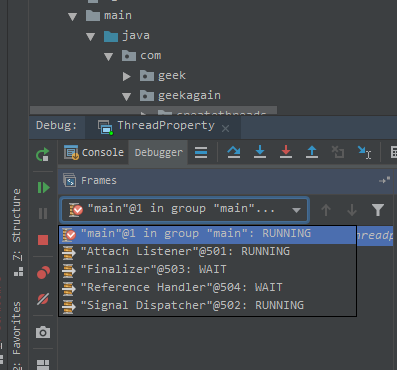 main
java
com
geek
geekagain
Debug: ThreadProperty
Console Debugger
Frames
"main"@1 in group "main"...
"main"@1 in group "main": RUNNING
"Attach Listener"@501: RUNNING
"Finalizer"@503: WAIT
"Reference Handler"@504: WAIT
"Signal Dispatcher"@502: RUNNING
Z: Structure
2: Favorites